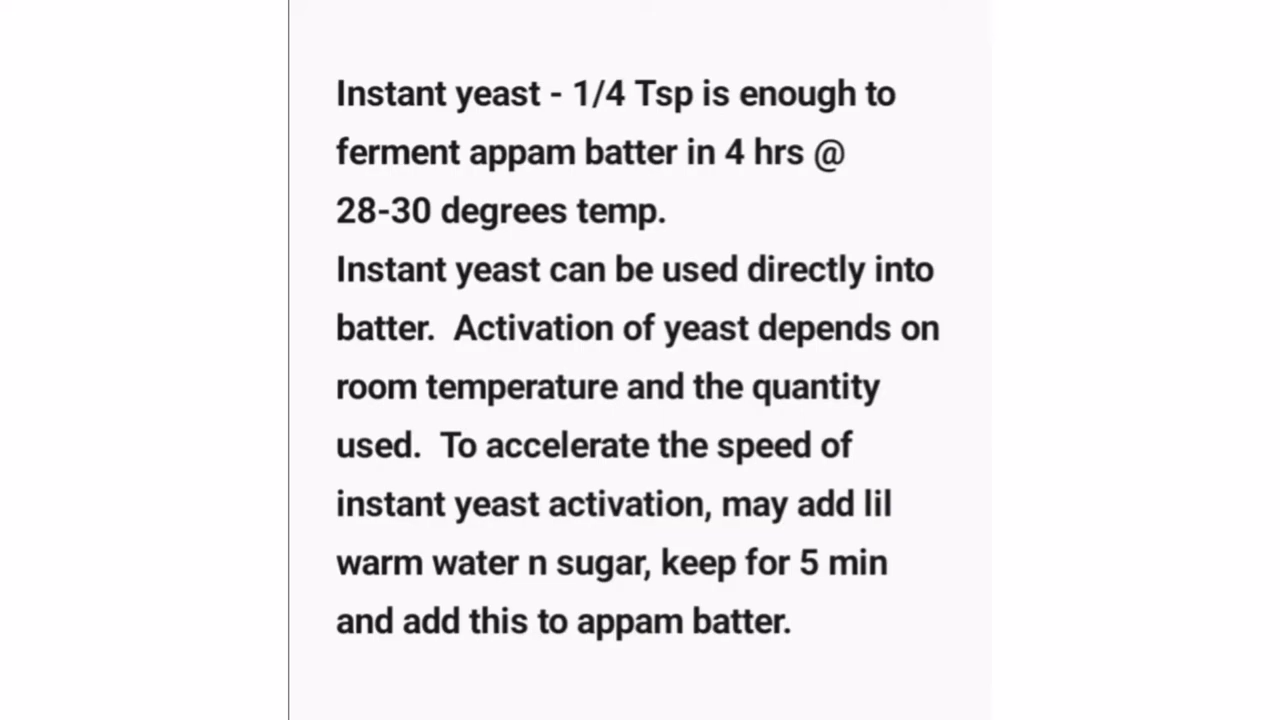 Instant yeast - 1/4 Tsp is enough to
ferment appam batter in 4 hrs @
28-30 degrees temp.
Instant yeast can be used directly into
batter.  Activation of yeast depends on
room temperature and the quantity
used.  To accelerate the speed of
instant yeast activation, may add lil
warm water n sugar, keep for 5 min
and add this to appam batter.